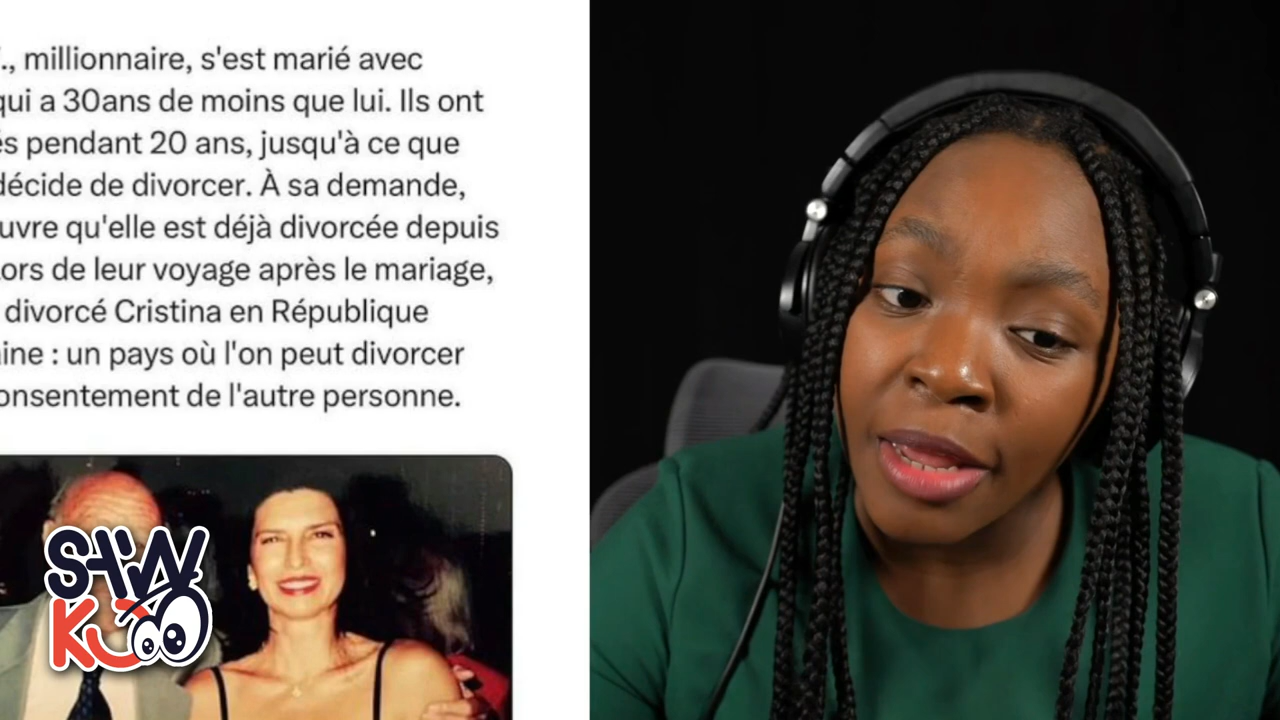 ., millionnaire, s'est marié avec
qui a 30ans de moins que lui. Ils ont
és pendant 20 ans, jusqu'à ce que
décide de divorcer. À sa demande,
uvre qu'elle est déjà divorcée depuis
ors de leur voyage après le mariage,
divorcé Cristina en République
ine : un pays où l'on peut divorcer
onsentement de l'autre personne.